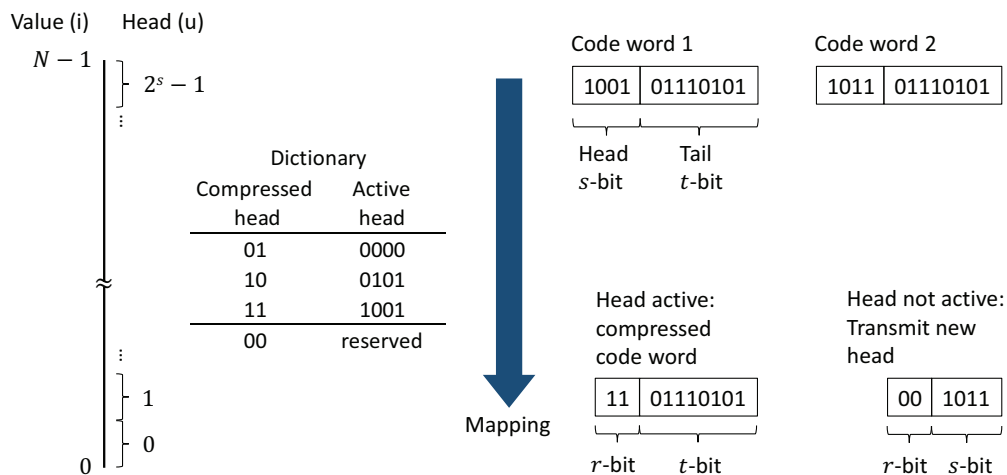 Value (i) Head (u)
N − 1
2^s − 1
...
Dictionary
Compressed head Active head
01 0000
10 0101
11 1001
00 reserved
...
1
0
0
Mapping
Code word 1
1001 01110101
Head s-bit
Tail t-bit
Code word 2
1011 01110101
Head active:
compressed
code word
11 01110101
r-bit t-bit
Head not active:
Transmit new
head
00 1011
r-bit s-bit